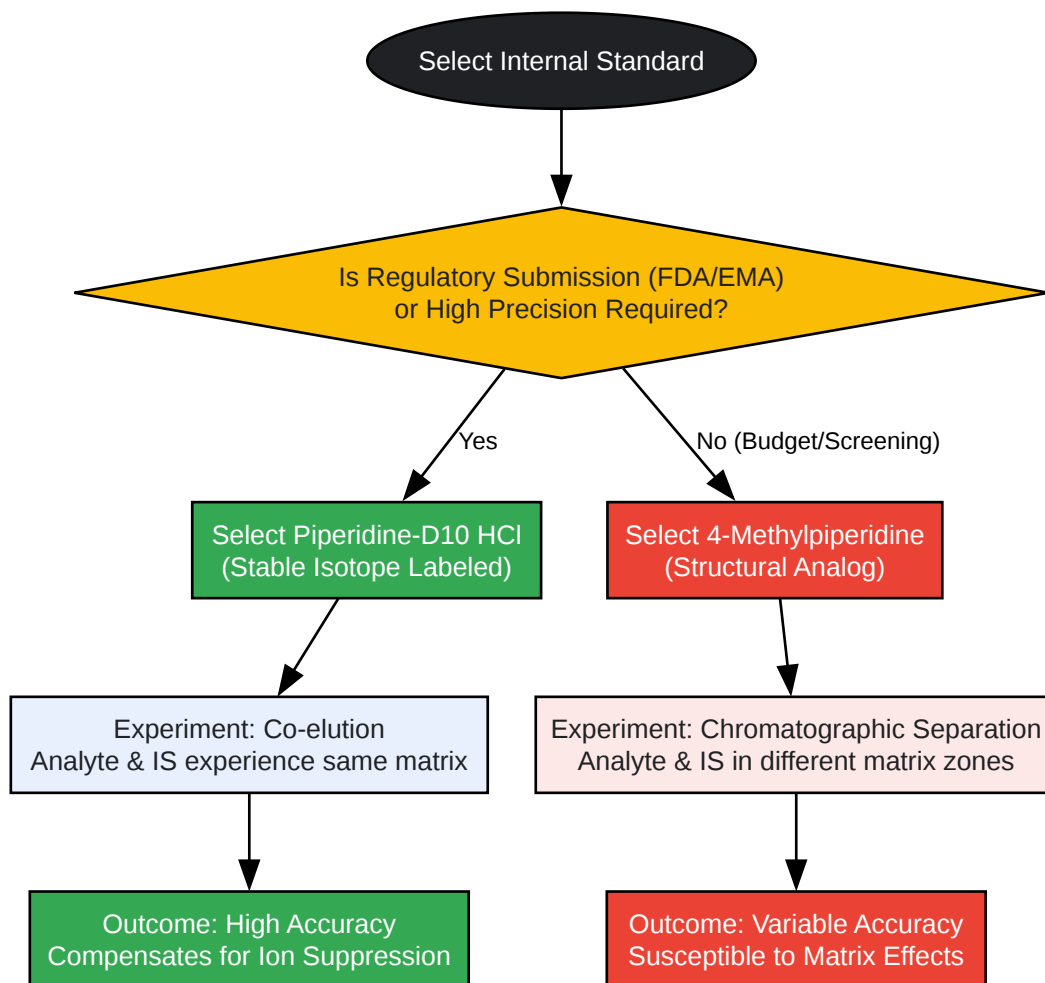 Select Internal Standard
Is Regulatory Submission (FDA/EMA)
or High Precision Required?
Yes
No (Budget/Screening)
Select Piperidine-D10 HCl
(Stable Isotope Labeled)
Select 4-Methylpiperidine
(Structural Analog)
Experiment: Co-elution
Analyte & IS experience same matrix
Experiment: Chromatographic Separation
Analyte & IS in different matrix zones
Outcome: High Accuracy
Compensates for Ion Suppression
Outcome: Variable Accuracy
Susceptible to Matrix Effects